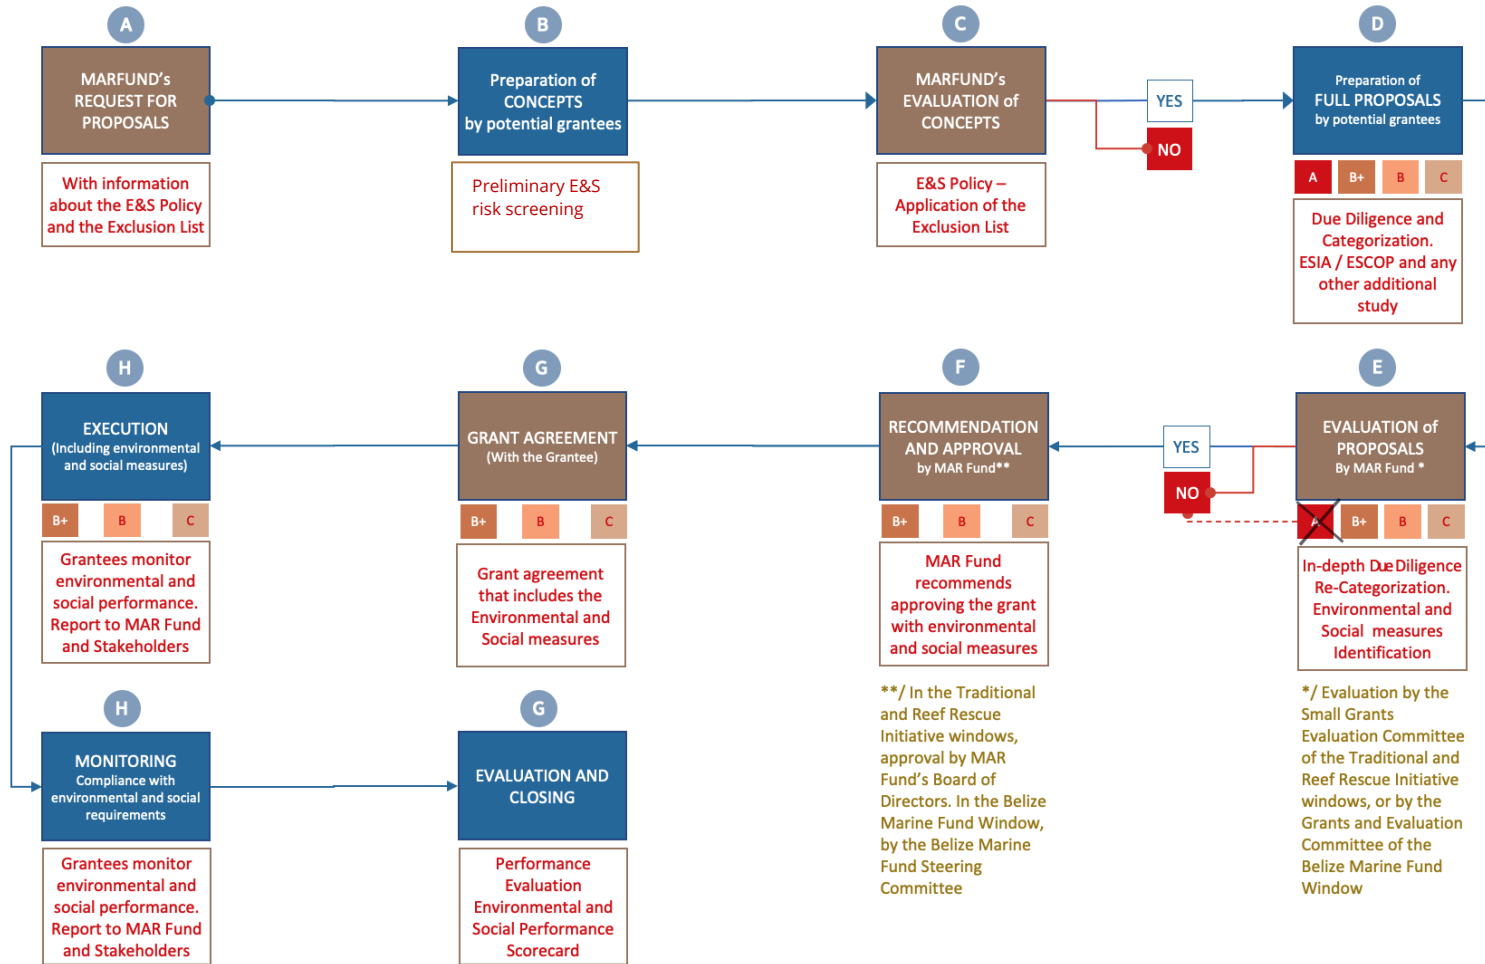 A
MARFUND's
REQUEST FOR
PROPOSALS
With information
about the E&S Policy
and the Exclusion List
B
Preparation of
CONCEPTS
by potential grantees
Preliminary E&S
risk screening
C
MARFUND's
EVALUATION of
CONCEPTS
E&S Policy –
Application of the
Exclusion List
YES
NO
D
Preparation of
FULL PROPOSALS
by potential grantees
A B+ B C
Due Diligence and
Categorization.
ESIA / ESCOP and any
other additional
study
E
EVALUATION of
PROPOSALS
By MAR Fund *
A B+ B C
In-depth Due Diligence
Re-Categorization.
Environmental and
Social measures
Identification
*/ Evaluation by the
Small Grants
Evaluation Committee
of the Traditional and
Reef Rescue Initiative
windows, or by the
Grants and Evaluation
Committee of the
Belize Marine Fund
Window
YES
NO
F
RECOMMENDATION
AND APPROVAL
by MAR Fund**
B+ B C
MAR Fund
recommends
approving the grant
with environmental
and social measures
**/ In the Traditional
and Reef Rescue
Initiative windows,
approval by MAR
Fund's Board of
Directors. In the Belize
Marine Fund Window,
by the Belize Marine
Fund Steering
Committee
G
GRANT AGREEMENT
(With the Grantee)
B+ B C
Grant agreement
that includes the
Environmental and
Social measures
H
EXECUTION
(Including environmental
and social measures)
B+ B C
Grantees monitor
environmental and
social performance.
Report to MAR Fund
and Stakeholders
H
MONITORING
Compliance with
environmental and social
requirements
Grantees monitor
environmental and
social performance.
Report to MAR Fund
and Stakeholders
G
EVALUATION AND
CLOSING
Performance
Evaluation
Environmental and
Social Performance
Scorecard